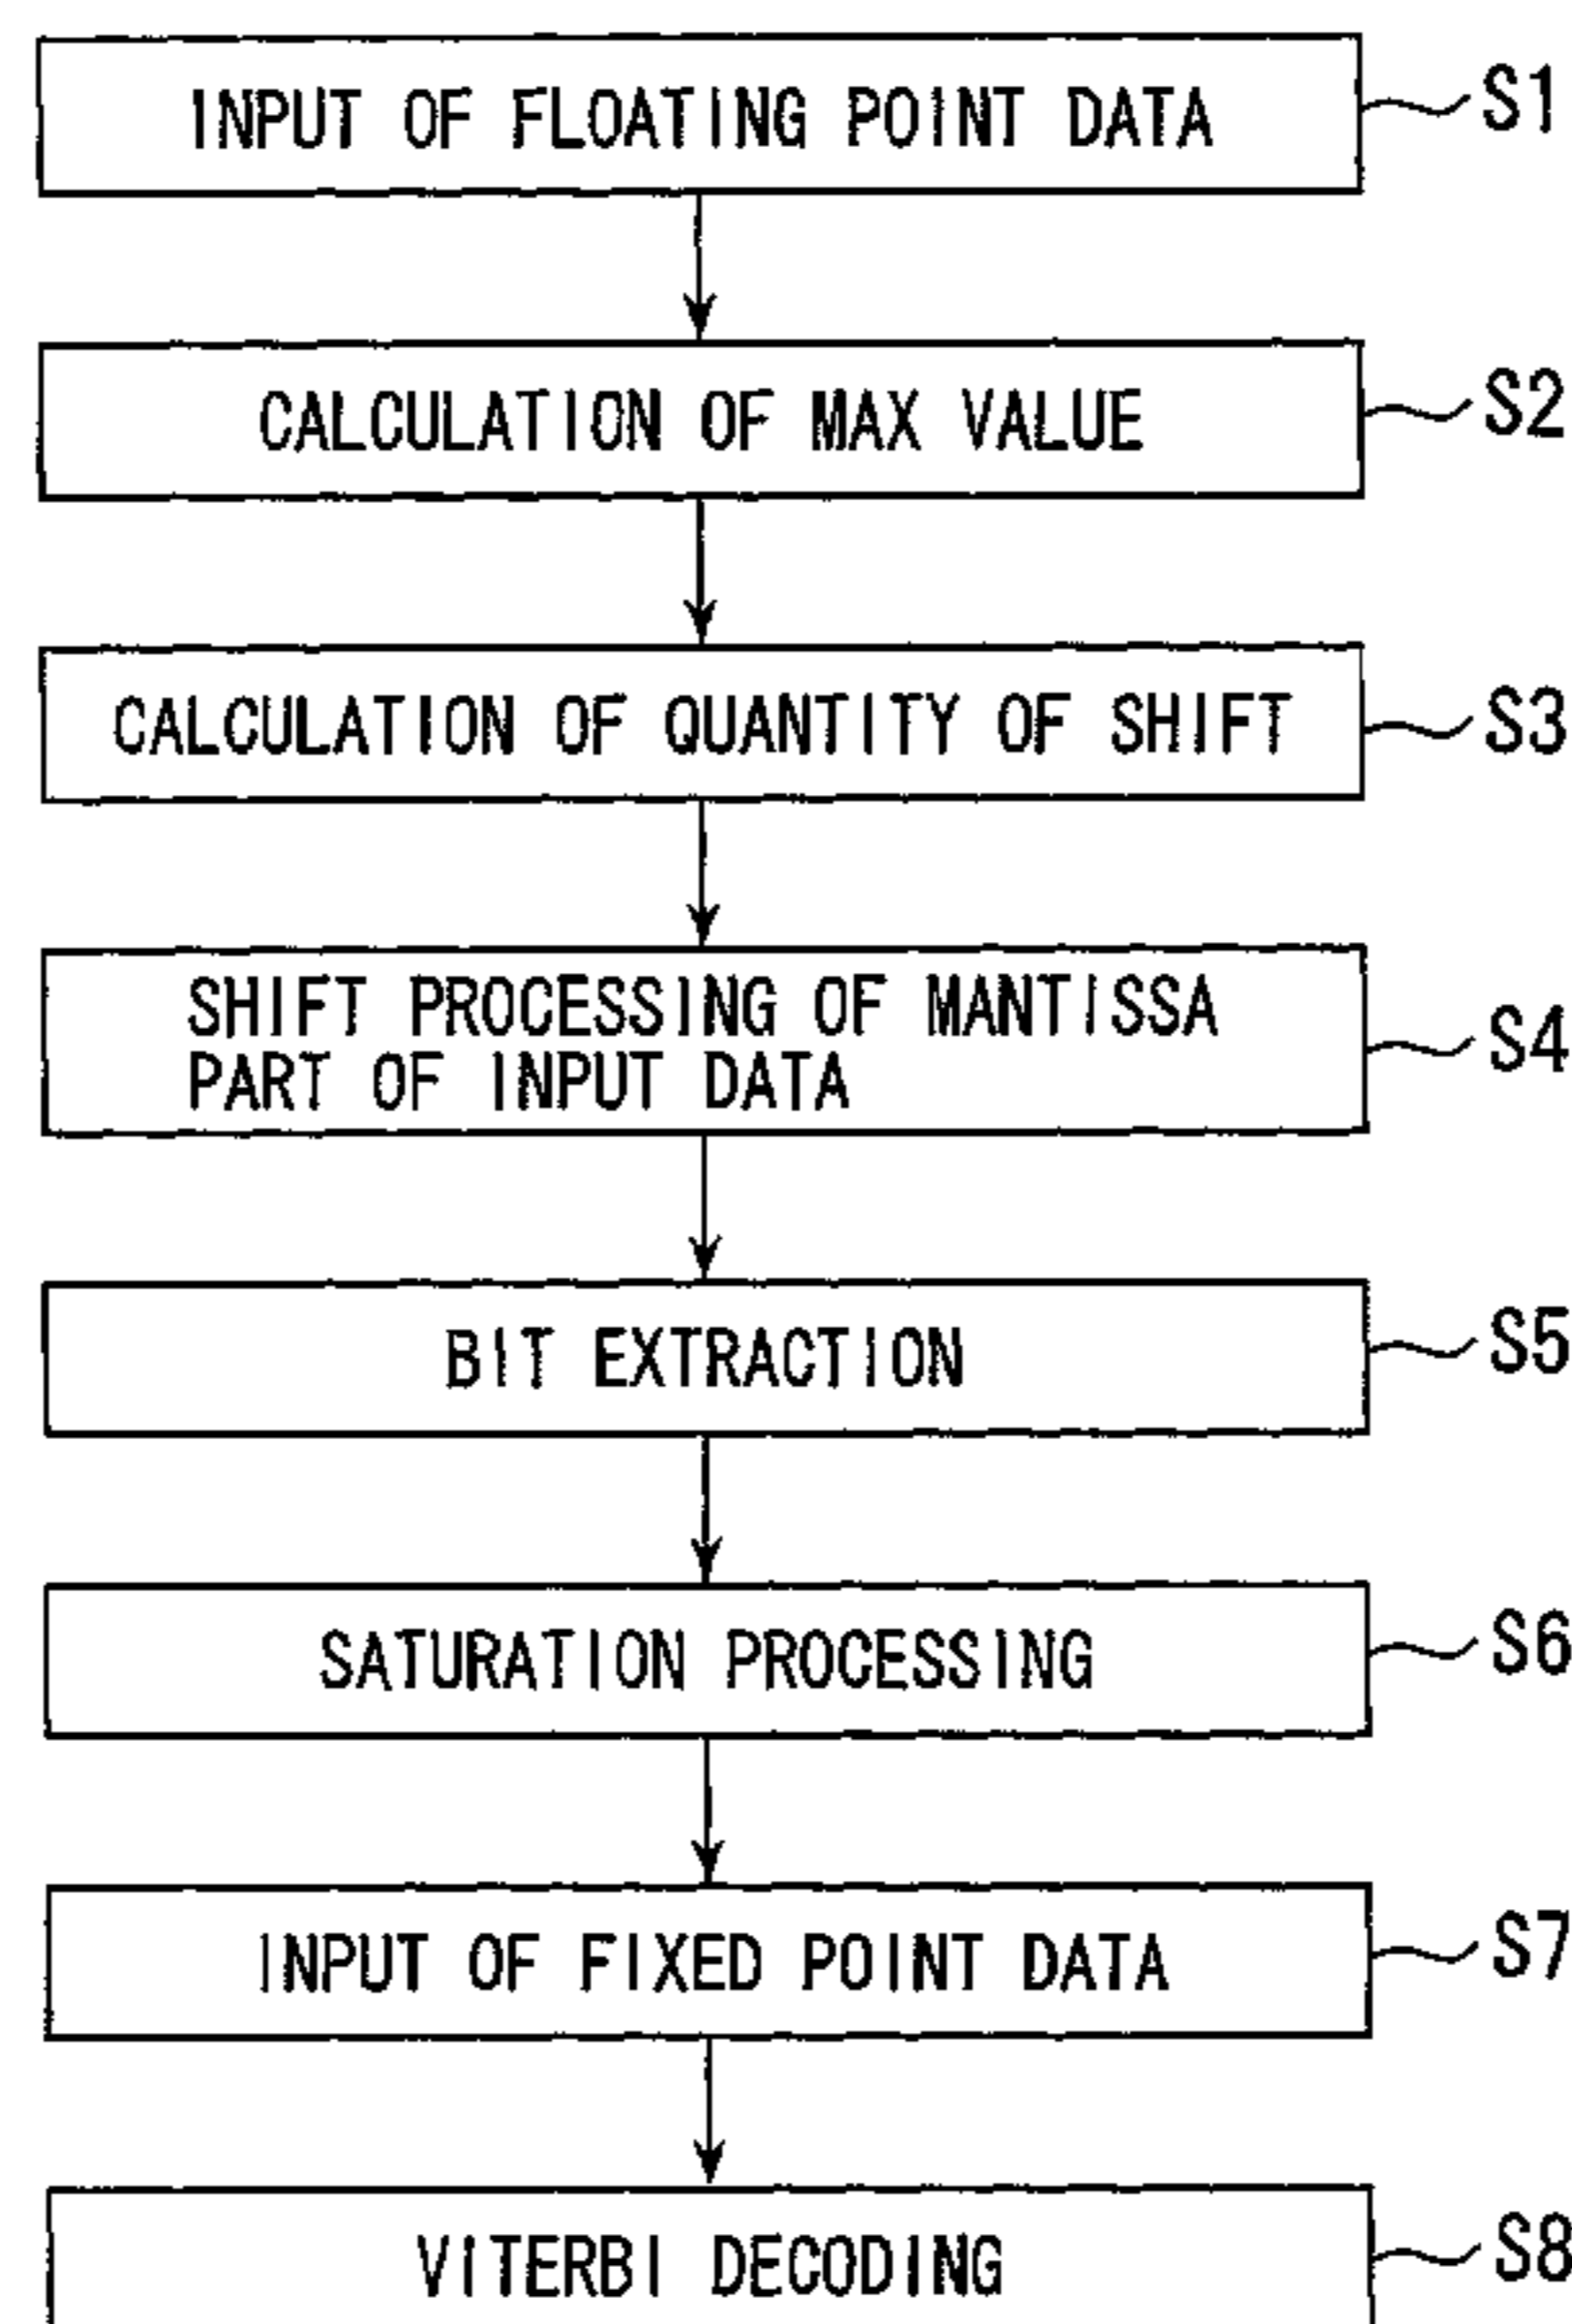 INPUT OF FLOATING POINT DATA S1
CALCULATION OF MAX VALUE S2
CALCULATION OF QUANTITY OF SHIFT S3
SHIFT PROCESSING OF MANTISSA
PART OF INPUT DATA S4
BIT EXTRACTION S5
SATURATION PROCESSING S6
INPUT OF FIXED POINT DATA S7
VITERBI DECODING S8